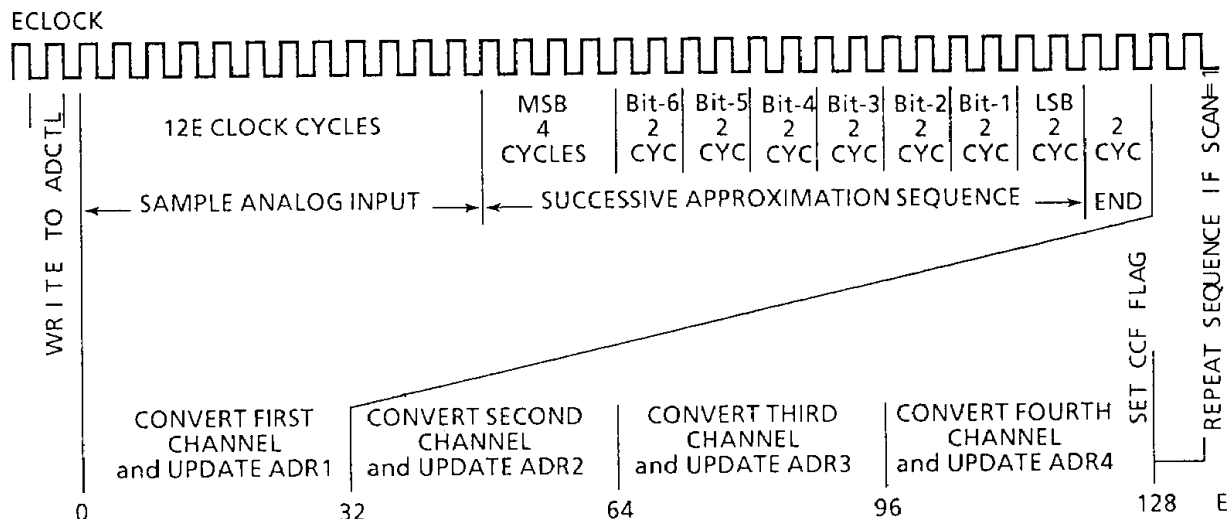 ECLOCK
12E CLOCK CYCLES
MSB
4
CYCLES
Bit-6
2
CYC
Bit-5
2
CYC
Bit-4
2
CYC
Bit-3
2
CYC
Bit-2
2
CYC
Bit-1
2
CYC
LSB
2
CYC
2
CYC
SAMPLE ANALOG INPUT
SUCCESSIVE APPROXIMATION SEQUENCE
END
WRITE TO ADCTL
SET CCF FLAG
REPEAT SEQUENCE IF SCAN=1
CONVERT FIRST
CHANNEL
and UPDATE ADR1
CONVERT SECOND
CHANNEL
and UPDATE ADR2
CONVERT THIRD
CHANNEL
and UPDATE ADR3
CONVERT FOURTH
CHANNEL
and UPDATE ADR4
0 32 64 96 128 E